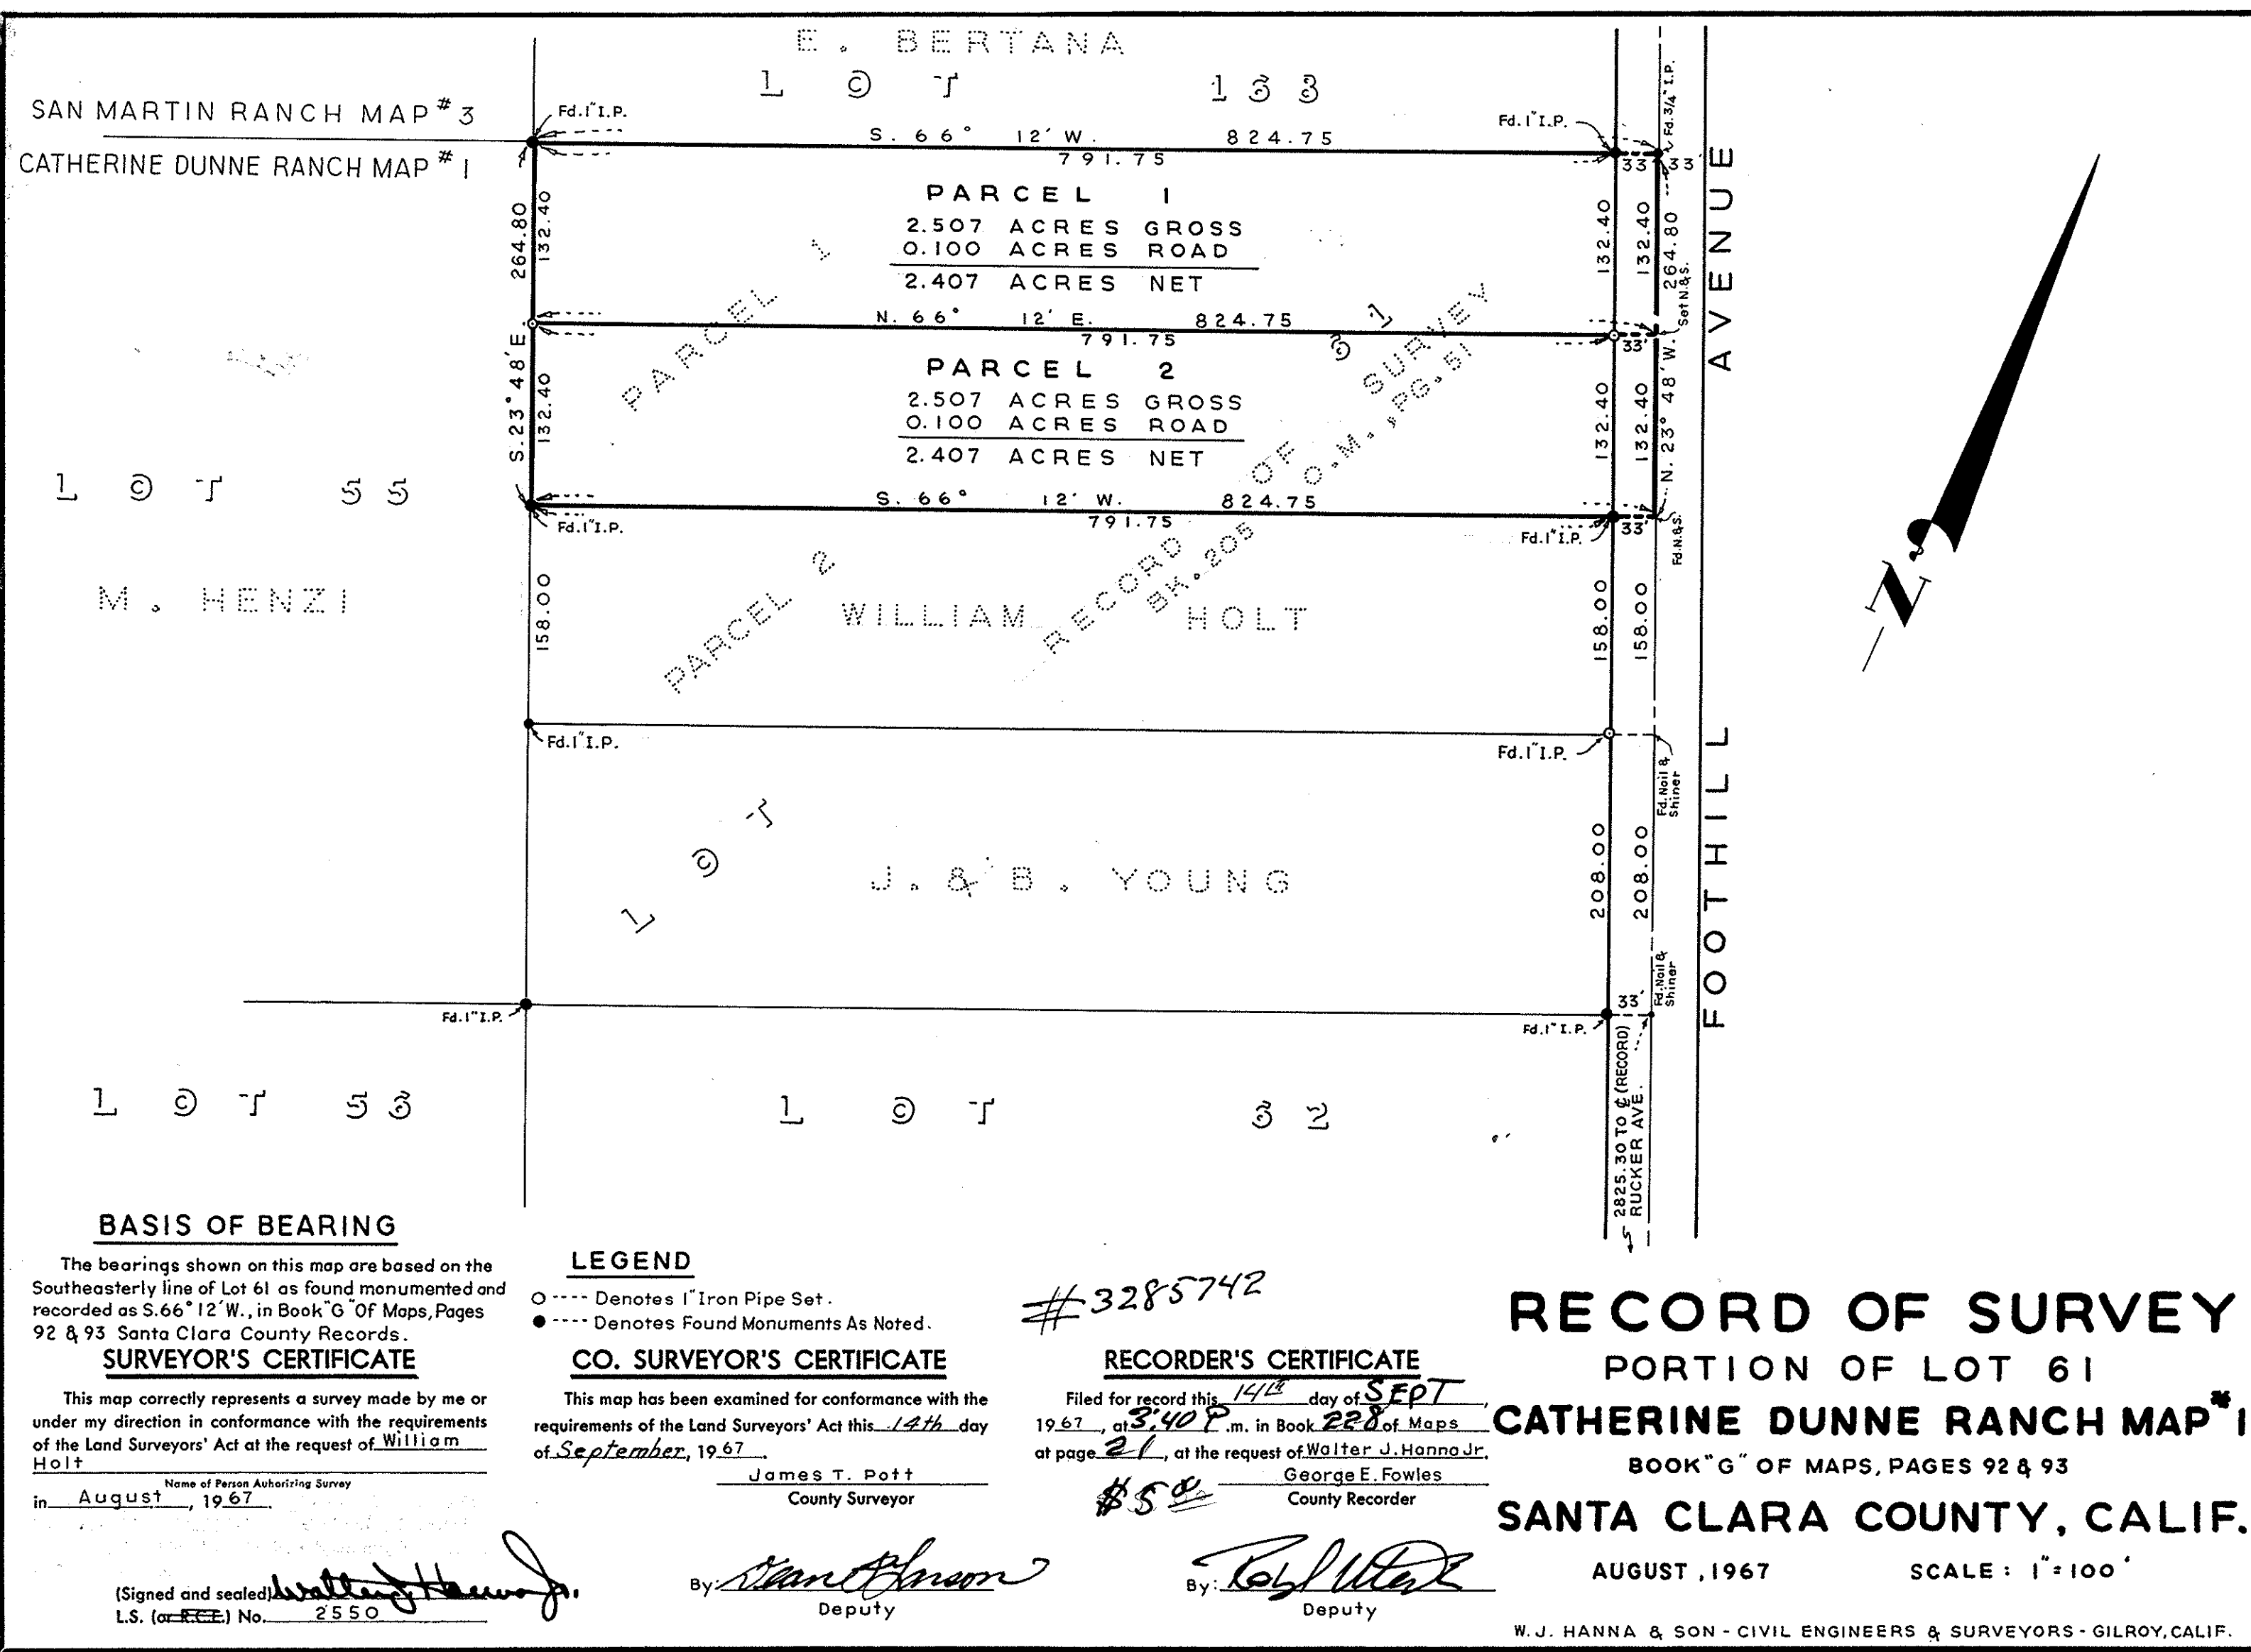 E. BERTANA
LOT 133
SAN MARTIN RANCH MAP #3
CATHERINE DUNNE RANCH MAP #1
Fd.1"I.P.
Fd.1"I.P.
Fd. 3/4" I.P.
S. 66° 12' W. 824.75
791.75
33' 33'
PARCEL 1
2.507 ACRES GROSS
0.100 ACRES ROAD
2.407 ACRES NET
264.80
132.40
132.40
132.40
264.80
Set N.&S.
PARCEL 1
N. 66° 12' E. 824.75
791.75
33'
PARCEL 2
2.507 ACRES GROSS
0.100 ACRES ROAD
2.407 ACRES NET
S. 23° 48' E.
132.40
132.40
132.40
N. 23° 48' W.
61
RECORD OF SURVEY
BK. 205 O.M., PG. 51
S. 66° 12' W. 824.75
791.75
33'
Fd.1"I.P.
Fd.1"I.P.
Fd.N.&S.
LOT 55
M. HENZI
158.00
PARCEL 2
WILLIAM HOLT
158.00
158.00
Fd.1"I.P.
Fd.1"I.P.
Fd. Nail &
Shiner
LOT
J. & B. YOUNG
208.00
208.00
Fd. Nail &
Shiner
33'
Fd.1"I.P.
Fd.1"I.P.
FOOTHILL AVENUE
N
2825.30 TO ℄ (RECORD)
RUCKER AVE.
LOT 56
LOT 62
BASIS OF BEARING
The bearings shown on this map are based on the
Southeasterly line of Lot 61 as found monumented and
recorded as S.66°12'W., in Book "G" Of Maps, Pages
92 & 93 Santa Clara County Records.
LEGEND
O ---- Denotes 1" Iron Pipe Set.
● ---- Denotes Found Monuments As Noted.
#3285742
SURVEYOR'S CERTIFICATE
This map correctly represents a survey made by me or
under my direction in conformance with the requirements
of the Land Surveyors' Act at the request of William
Holt
Name of Person Auhorizing Survey
in August, 1967.
(Signed and sealed) Walter J. Hanna Jr.
L.S. (or R.C.E.) No. 2550
CO. SURVEYOR'S CERTIFICATE
This map has been examined for conformance with the
requirements of the Land Surveyors' Act this 14th day
of September, 1967.
James T. Pott
County Surveyor
By:
Deputy
RECORDER'S CERTIFICATE
Filed for record this 14th day of SEPT,
1967, at 3:40 P.m. in Book 228 of Maps
at page 21, at the request of Walter J. Hanna Jr.
$5 00
George E. Fowles
County Recorder
By:
Deputy
RECORD OF SURVEY
PORTION OF LOT 61
CATHERINE DUNNE RANCH MAP #1
BOOK "G" OF MAPS, PAGES 92 & 93
SANTA CLARA COUNTY, CALIF.
AUGUST, 1967 SCALE: 1"=100'
W. J. HANNA & SON - CIVIL ENGINEERS & SURVEYORS - GILROY, CALIF.